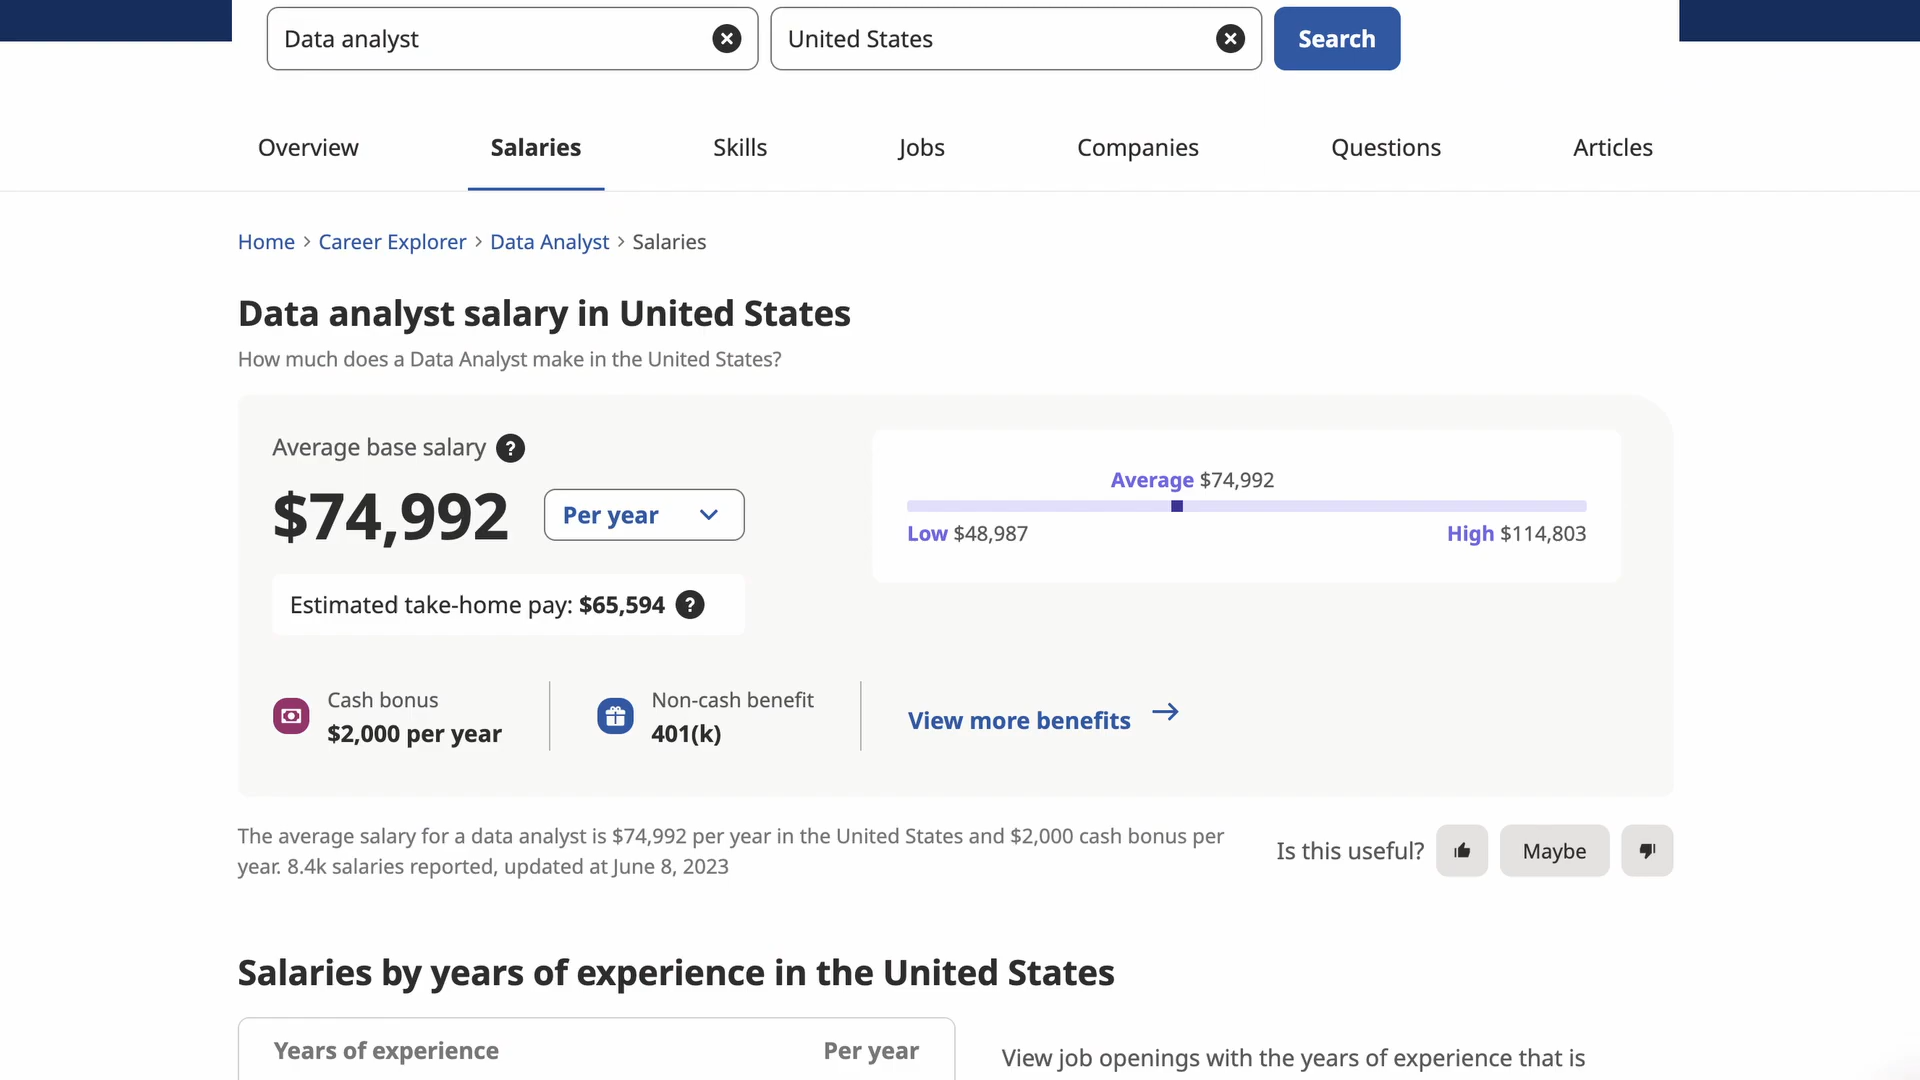 Data analyst
United States
Search
Overview
Salaries
Skills
Jobs
Companies
Questions
Articles
Home > Career Explorer > Data Analyst > Salaries
Data analyst salary in United States
How much does a Data Analyst make in the United States?
Average base salary ?
$74,992
Per year
Estimated take-home pay: $65,594 ?
Average $74,992
Low $48,987
High $114,803
Cash bonus
$2,000 per year
Non-cash benefit
401(k)
View more benefits →
The average salary for a data analyst is $74,992 per year in the United States and $2,000 cash bonus per
year. 8.4k salaries reported, updated at June 8, 2023
Is this useful?
Maybe
Salaries by years of experience in the United States
Years of experience
Per year
View job openings with the years of experience that is